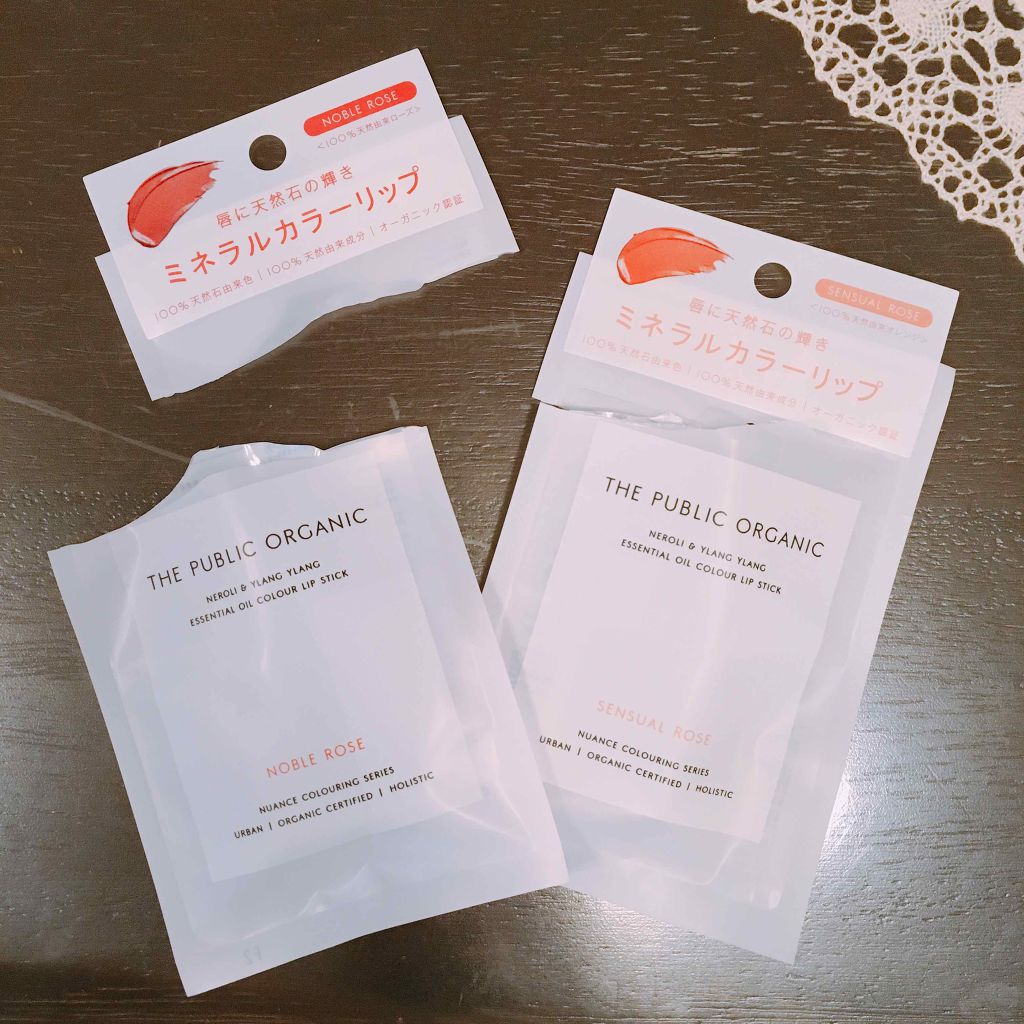 NOBLE ROSE
<100%天然由来ローズ>
唇に天然石の輝き
ミネラルカラーリップ
100%天然石由来色 | 100%天然由来成分 | オーガニック認証
THE PUBLIC ORGANIC
NEROLI & YLANG YLANG
ESSENTIAL OIL COLOUR LIP STICK
NOBLE ROSE
NUANCE COLOURING SERIES
URBAN | ORGANIC CERTIFIED | HOLISTIC
SENSUAL ROSE
<100%天然由来オレンジ>
唇に天然石の輝き
ミネラルカラーリップ
100%天然石由来色 | 100%天然由来成分 | オーガニック認証
THE PUBLIC ORGANIC
NEROLI & YLANG YLANG
ESSENTIAL OIL COLOUR LIP STICK
SENSUAL ROSE
NUANCE COLOURING SERIES
URBAN | ORGANIC CERTIFIED | HOLISTIC